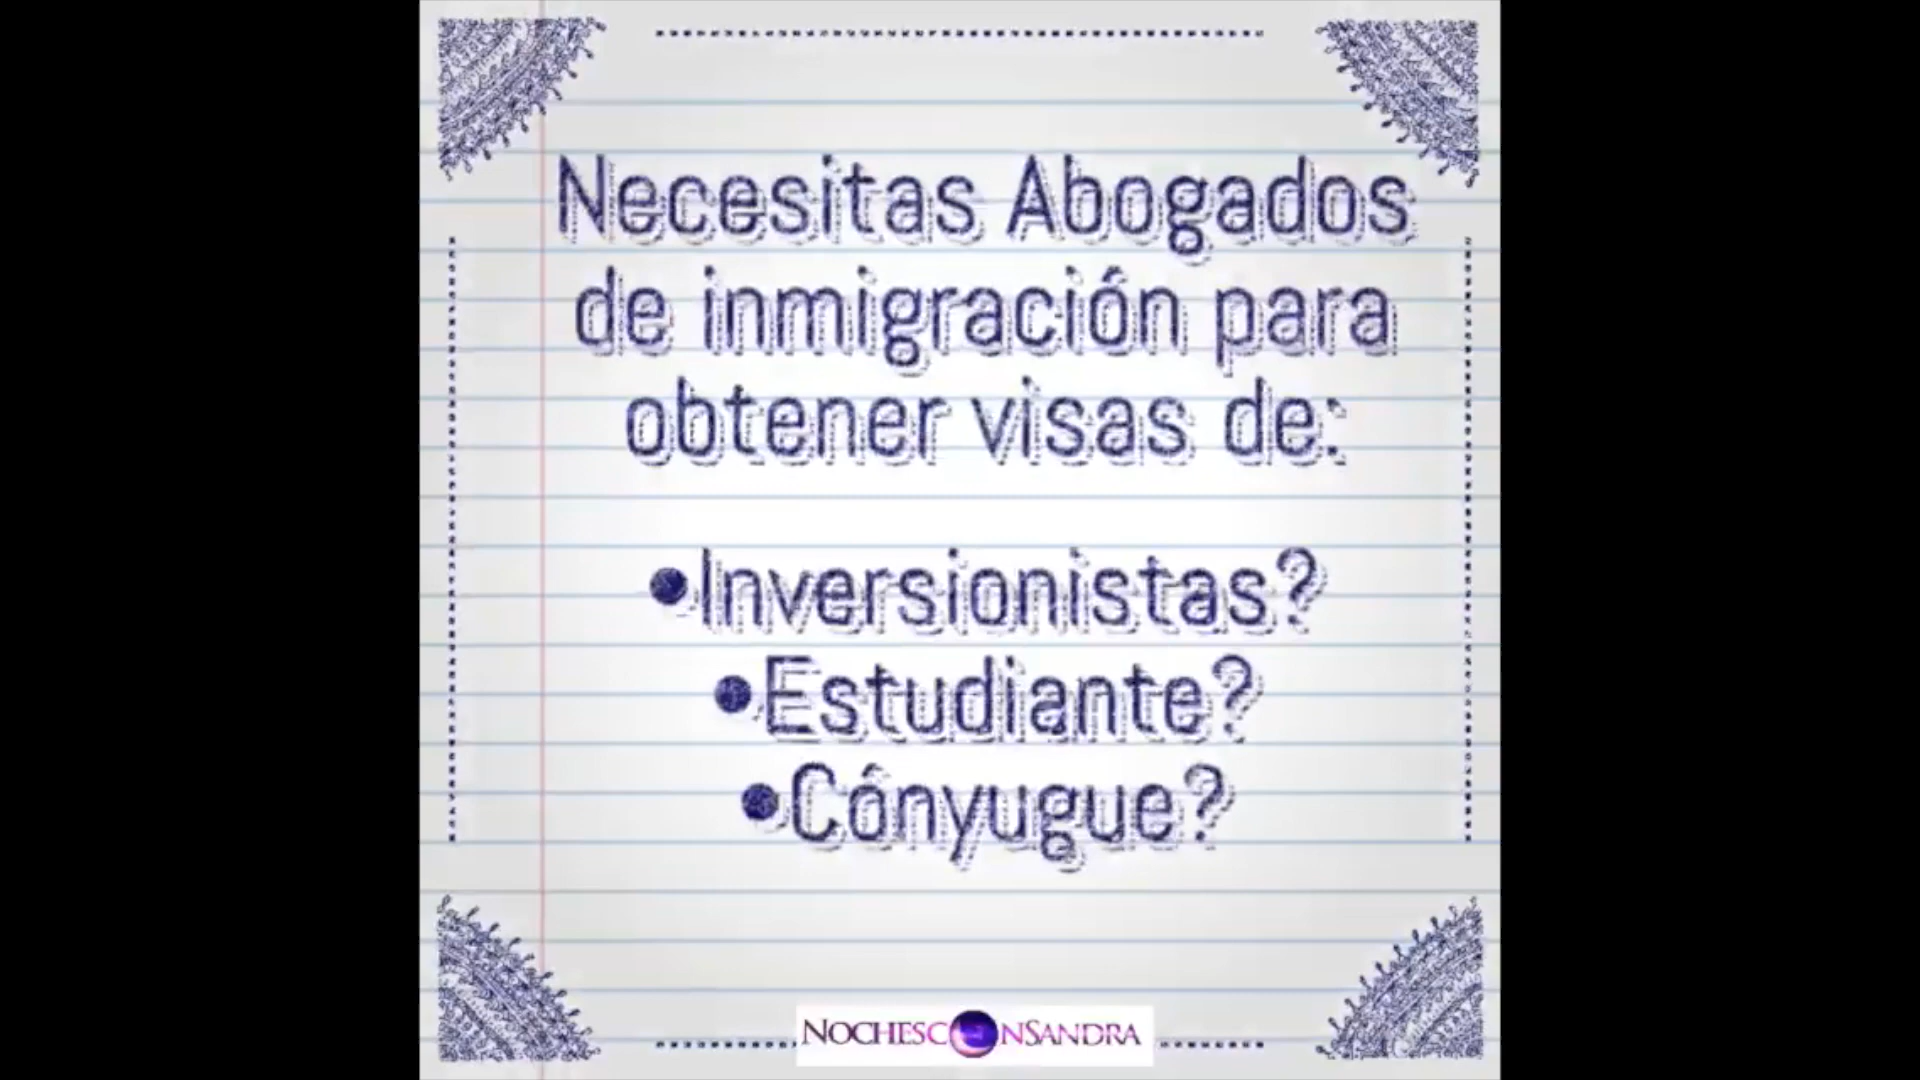 Necesitas Abogados
de inmigración para
obtener visas de:
•Inversionistas?
•Estudiante?
•Cónyugue?
NOCHESCONSANDRA